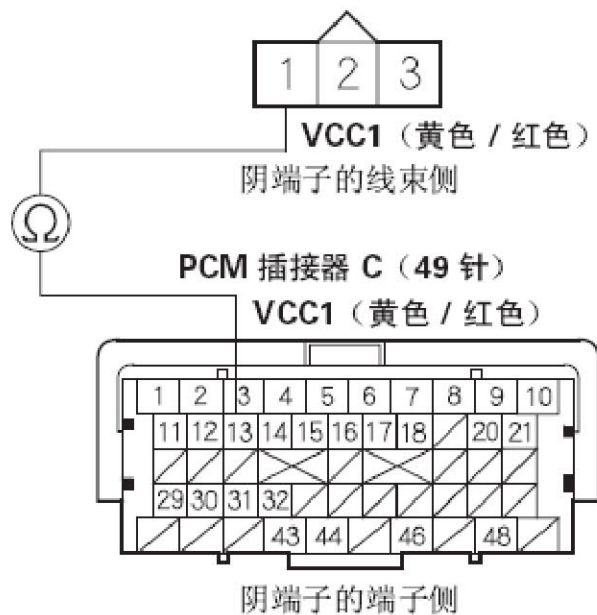 1 2 3
VCC1（黄色 / 红色）
阴端子的线束侧
Ω
PCM 插接器 C（49 针）
VCC1（黄色 / 红色）
1 2 3 4 5 6 7 8 9 10
11 12 13 14 15 16 17 18 20 21
29 30 31 32
43 44 46 48
阴端子的端子侧